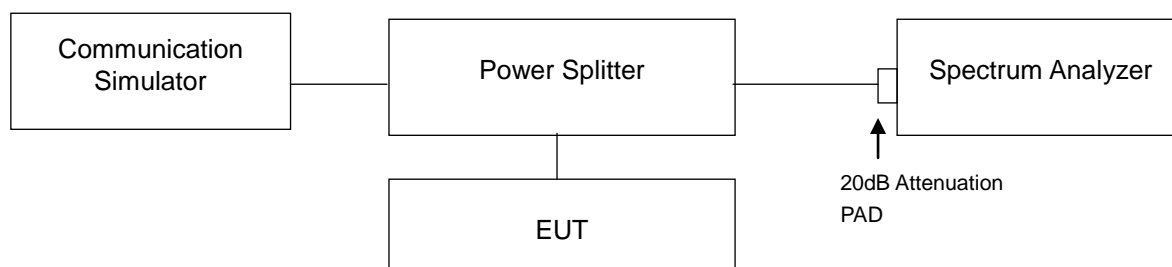 Communication
Simulator
Power Splitter
Spectrum Analyzer
20dB Attenuation
PAD
EUT